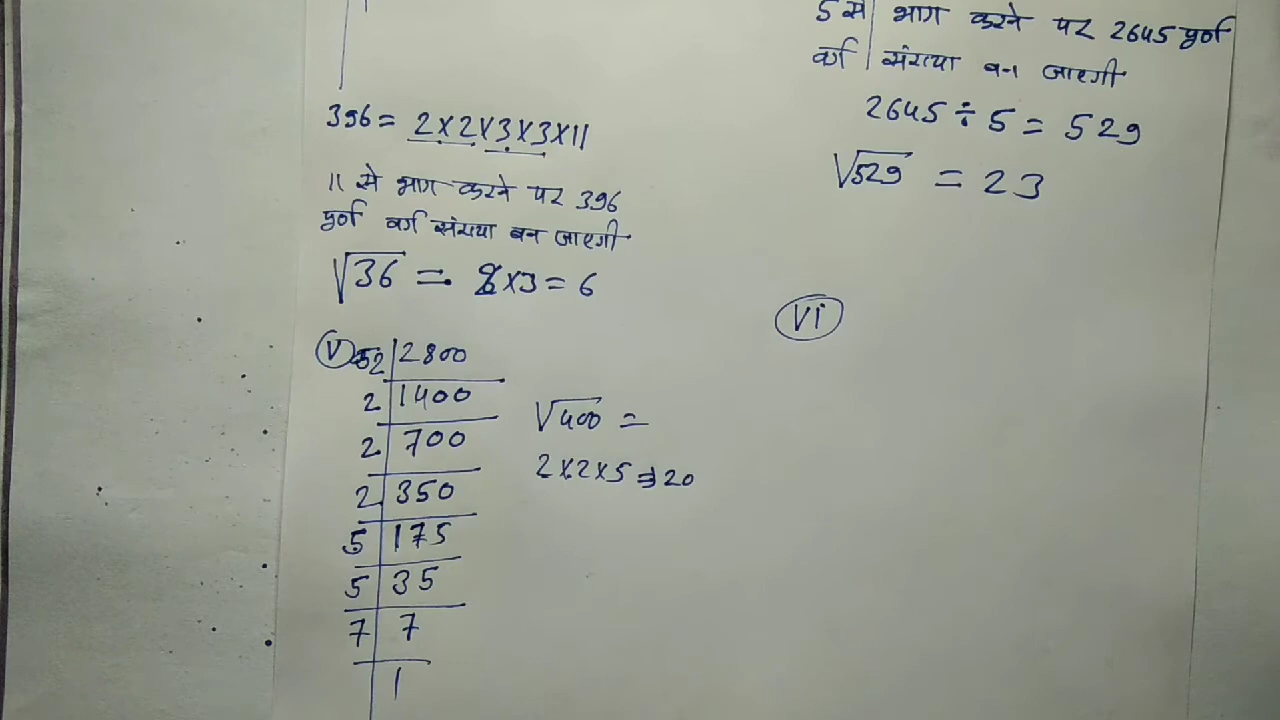 396 = 2×2×3×3×11
11 से भाग करने पर 396
पुर्ण वर्ग संख्या बन जाएगी
√36 = 2×3 = 6
V 2 | 2800
2 | 1400
2 | 700
2 | 350
5 | 175
5 | 35
7 | 7
1
√400 =
2×2×5 = 20
5 से भाग करने पर 2645 पुर्ण
वर्ग संख्या बन जाएगी
2645 ÷ 5 = 529
√529 = 23
Vi